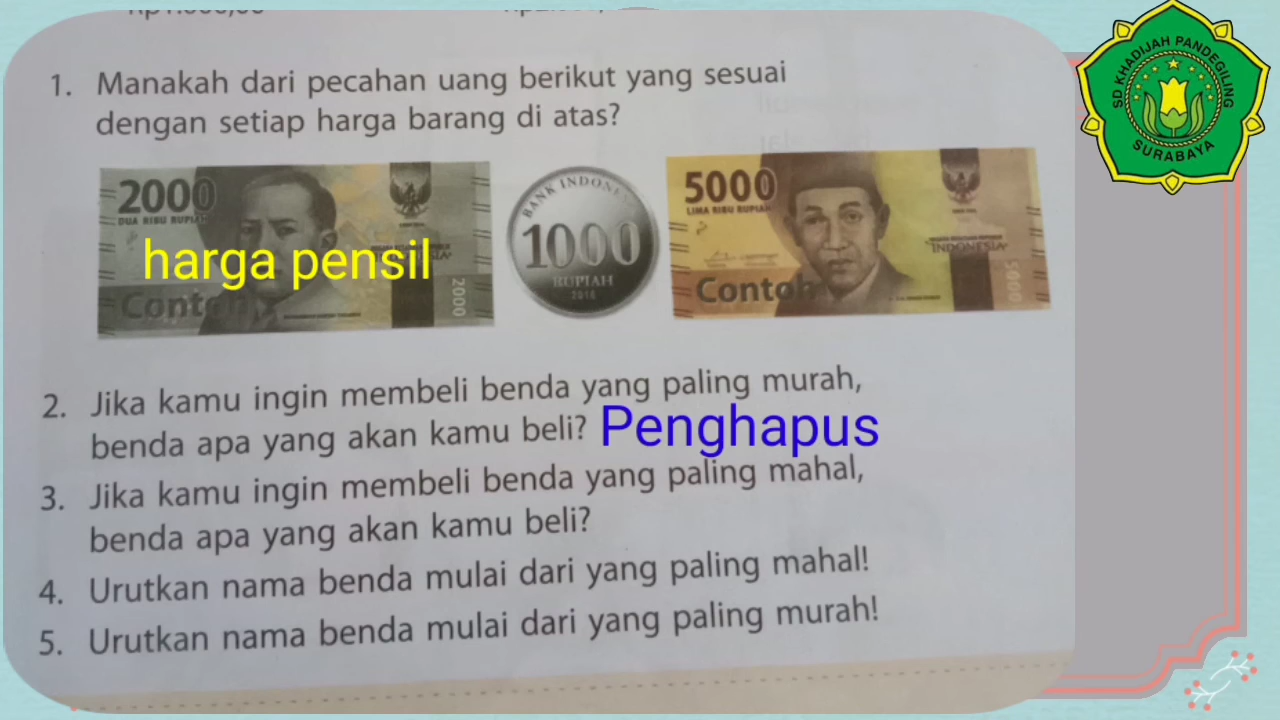 1. Manakah dari pecahan uang berikut yang sesuai
dengan setiap harga barang di atas?
2000
DUA RIBU RUPIAH
harga pensil
INDONESIA
Contoh
2000
BANK INDONESIA
1000
RUPIAH
2016
5000
LIMA RIBU RUPIAH
INDONESIA
Contoh
5000
2. Jika kamu ingin membeli benda yang paling murah,
benda apa yang akan kamu beli? Penghapus
3. Jika kamu ingin membeli benda yang paling mahal,
benda apa yang akan kamu beli?
4. Urutkan nama benda mulai dari yang paling mahal!
5. Urutkan nama benda mulai dari yang paling murah!
SD KHADIJAH PANDEGILING
SURABAYA